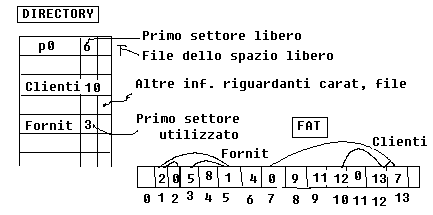 DIRECTORY
p0 6
Primo settore libero
File dello spazio libero
Clienti 10
Altre inf. riguardanti carat, file
Fornit 3
Primo settore
utilizzato
FAT
Fornit
Clienti
2 0 5 8 1 4 0 9 11 12 0 13 7
0 1 2 3 4 5 6 7 8 9 10 11 12 13